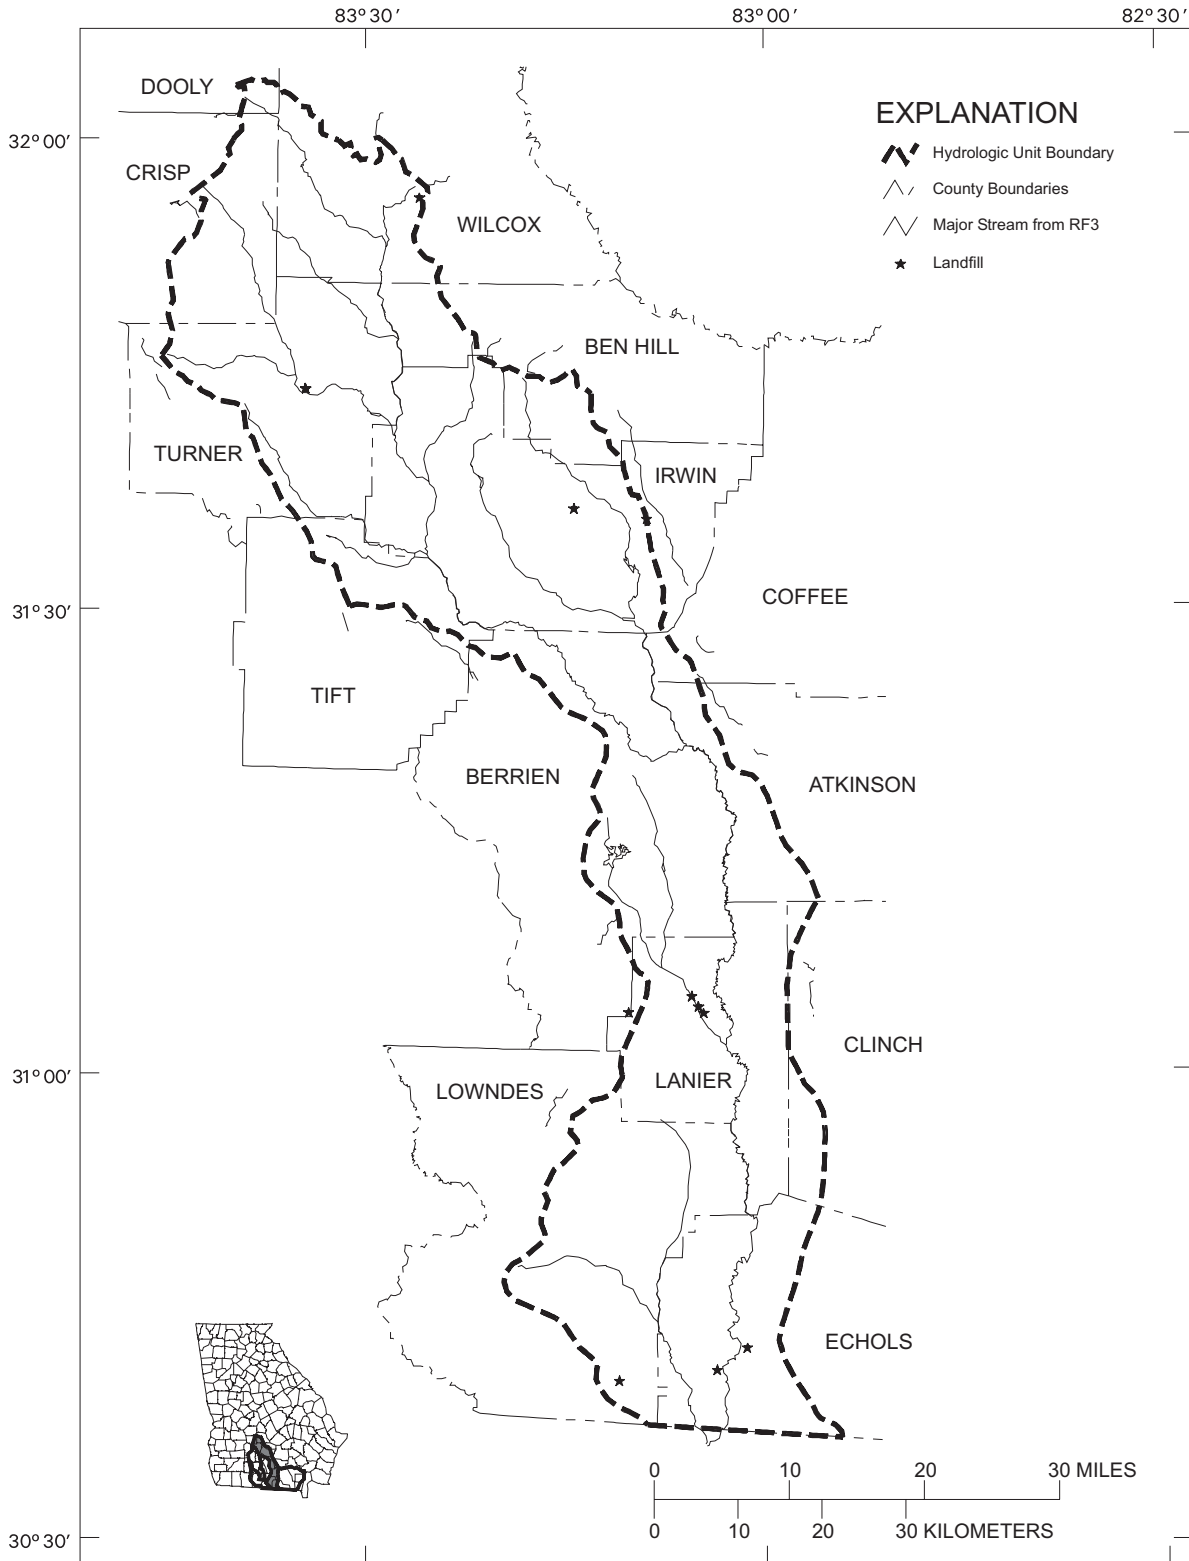 83° 30′ 83° 00′ 82° 30′
DOOLY
EXPLANATION
32° 00′
Hydrologic Unit Boundary
CRISP
County Boundaries
WILCOX
Major Stream from RF3
Landfill
BEN HILL
TURNER
IRWIN
COFFEE
31° 30′
TIFT
BERRIEN
ATKINSON
CLINCH
31° 00′
LANIER
LOWNDES
ECHOLS
0 10 20 30 MILES
0 10 20 30 KILOMETERS
30° 30′